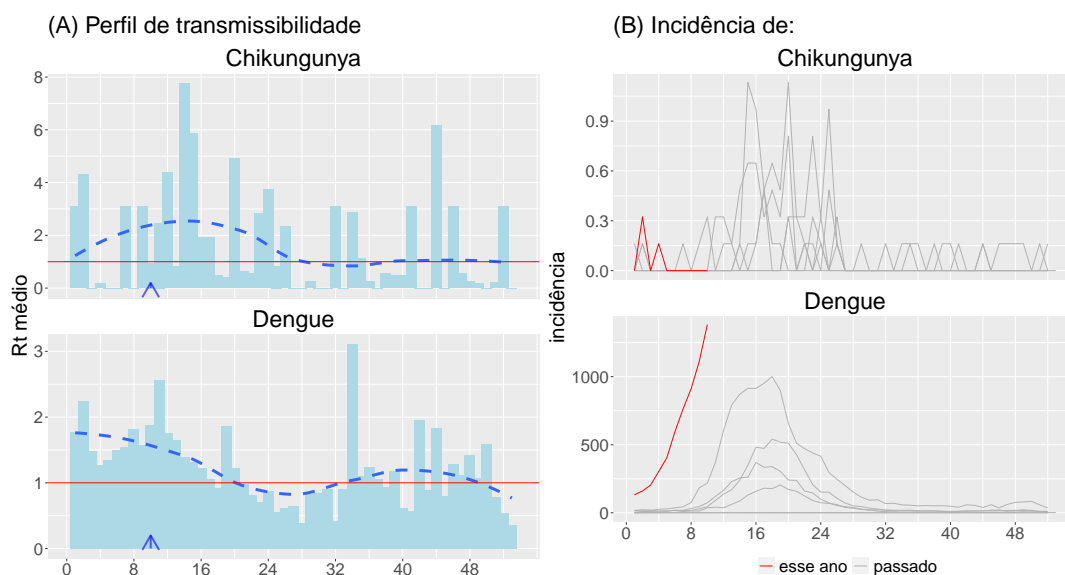 (A) Perfil de transmissibilidade
Chikungunya
8
6
4
2
0
Dengue
3
2
1
0
0 8 16 24 32 40 48
Rt médio
(B) Incidência de:
Chikungunya
0.9
0.6
0.3
0.0
Dengue
1000
500
0
0 8 16 24 32 40 48
incidência
esse ano passado